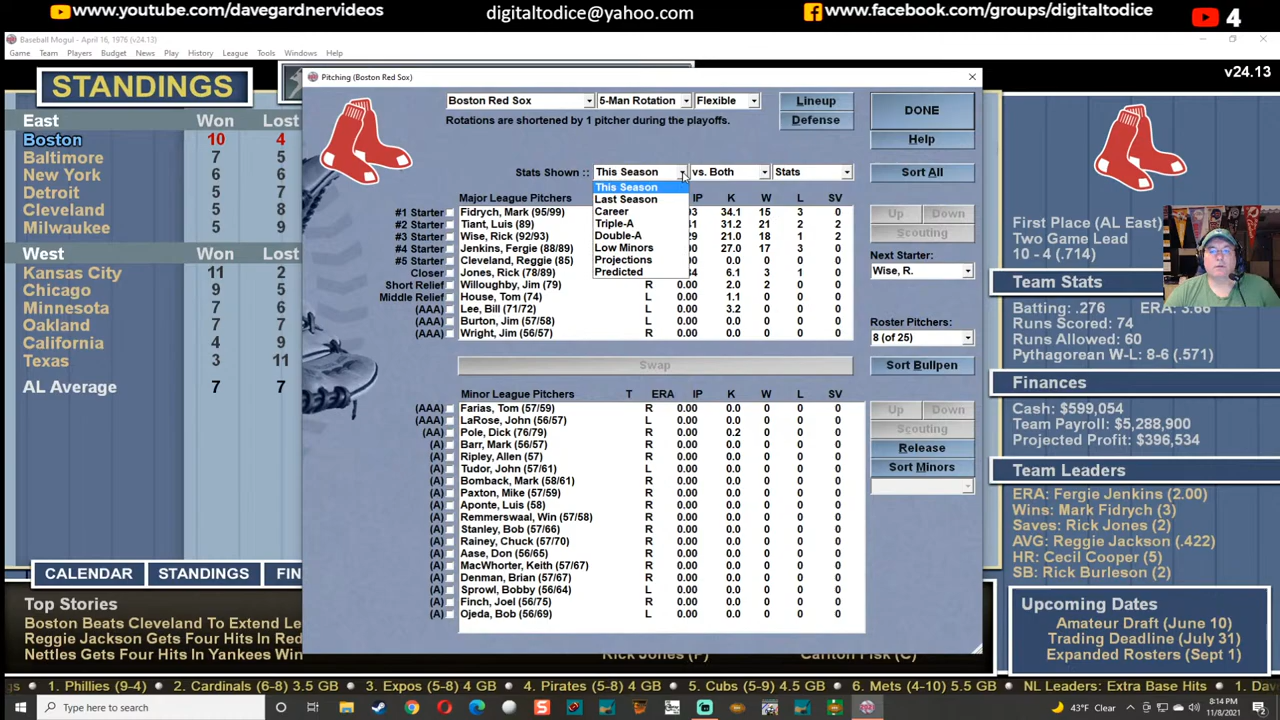 www.youtube.com/user/davegardnervideos
digitaltodice@yahoo.com
www.facebook.com/groups/digitaltodice
4
Baseball Mogul - April 16, 1976 (v24.13)
Game Team Players Budget News Play History League Tools Windows Help
v24.13
STANDINGS
East Won Lost
Boston 10 4
Baltimore 7 5
New York 6 6
Detroit 5 7
Cleveland 5 8
Milwaukee 5 7
West Won Lost
Kansas City 11 2
Chicago 9 5
Minnesota 7 6
Oakland 7 7
California 4 9
Texas 3 11
AL Average 7 7
CALENDAR STANDINGS FIN
Top Stories
Boston Beats Cleveland To Extend Le
Reggie Jackson Gets Four Hits In Red
Nettles Gets Four Hits In Yankees Win
Pitching (Boston Red Sox)
Boston Red Sox 5-Man Rotation Flexible
Rotations are shortened by 1 pitcher during the playoffs.
Lineup
Defense
DONE
Help
Stats Shown :: This Season vs. Both Stats
Sort All
This Season
Last Season
Career
Triple-A
Double-A
Low Minors
Projections
Predicted
Major League Pitchers IP K W L SV
#1 Starter Fidrych, Mark (95/99) 34.1 15 3 0
#2 Starter Tiant, Luis (89) 31.2 21 2 2
#3 Starter Wise, Rick (92/93) 21.0 18 1 0
#4 Starter Jenkins, Fergie (88/89) 27.0 17 3 0
#5 Starter Cleveland, Reggie (85) 0.0 0 0 0
Closer Jones, Rick (78/89) 6.1 3 1 0
Short Relief Willoughby, Jim (79) R 0.00 2.0 2 0 0
Middle Relief House, Tom (74) L 0.00 1.1 0 0 0
(AAA) Lee, Bill (71/72) L 0.00 3.2 0 0 0
(AAA) Burton, Jim (57/58) L 0.00 0.0 0 0 0
(AAA) Wright, Jim (56/57) R 0.00 0.0 0 0 0
Up Down
Scouting
Next Starter:
Wise, R.
Roster Pitchers:
8 (of 25)
Swap
Sort Bullpen
Minor League Pitchers T ERA IP K W L SV
(AAA) Farias, Tom (57/59) R 0.00 0.0 0 0 0
(AAA) LaRose, John (56/57) L 0.00 0.0 0 0 0
(AA) Pole, Dick (76/79) R 0.00 0.2 0 0 0
(A) Barr, Mark (56/57) R 0.00 0.0 0 0 0
(A) Ripley, Allen (57) R 0.00 0.0 0 0 0
(A) Tudor, John (57/61) L 0.00 0.0 0 0 0
(A) Bomback, Mark (58/61) R 0.00 0.0 0 0 0
(A) Paxton, Mike (57/59) R 0.00 0.0 0 0 0
(A) Aponte, Luis (58) R 0.00 0.0 0 0 0
(A) Remmerswaal, Win (57/58) R 0.00 0.0 0 0 0
(A) Stanley, Bob (57/66) R 0.00 0.0 0 0 0
(A) Rainey, Chuck (57/70) R 0.00 0.0 0 0 0
(A) Aase, Don (56/65) R 0.00 0.0 0 0 0
(A) MacWhorter, Keith (57/67) R 0.00 0.0 0 0 0
(A) Denman, Brian (57/67) R 0.00 0.0 0 0 0
(A) Sprowl, Bobby (56/64) L 0.00 0.0 0 0 0
(A) Finch, Joel (56/75) R 0.00 0.0 0 0 0
(A) Ojeda, Bob (56/69) L 0.00 0.0 0 0 0
Up Down
Scouting
Release
Sort Minors
First Place (AL East)
Two Game Lead
10 - 4 (.714)
Team Stats
Batting: .276 ERA: 3.66
Runs Scored: 74
Runs Allowed: 60
Pythagorean W-L: 8-6 (.571)
Finances
Cash: $599,054
Team Payroll: $5,288,900
Projected Profit: $396,534
Team Leaders
ERA: Fergie Jenkins (2.00)
Wins: Mark Fidrych (3)
Saves: Rick Jones (2)
AVG: Reggie Jackson (.422)
HR: Cecil Cooper (5)
SB: Rick Burleson (2)
Upcoming Dates
Amateur Draft (June 10)
Trading Deadline (July 31)
Expanded Rosters (Sept 1)
Rick Jones (P) Carlton Fisk (C)
gs 1. Phillies (9-4) 2. Cardinals (6-8) 3.5 GB 3. Expos (5-8) 4 GB 4. Pirates (5-8) 4 GB 5. Cubs (5-9) 4.5 GB 6. Mets (4-10) 5.5 GB NL Leaders: Extra Base Hits 1. Da
Type here to search
43°F Clear
8:14 PM
11/8/2021